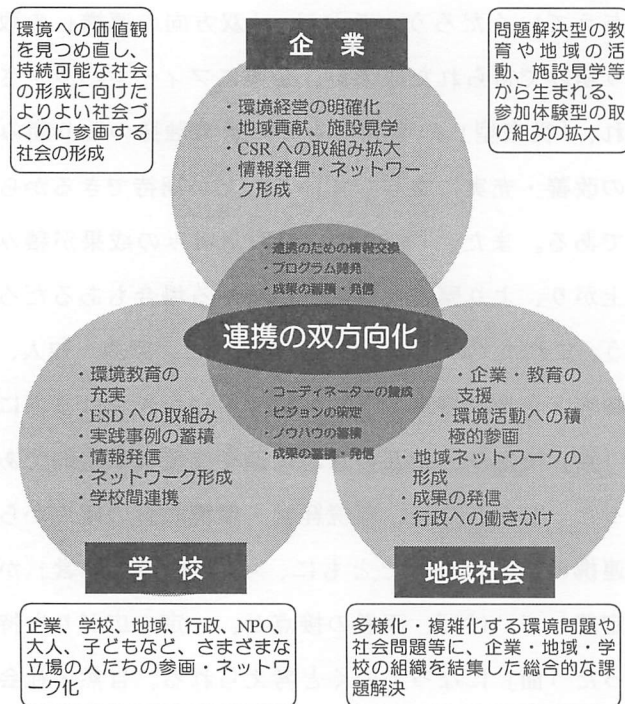 環境への価値観
を見つめ直し、
持続可能な社会
の形成に向けた
よりよい社会づ
くりに参画する
社会の形成
企業
問題解決型の教
育や地域の活
動、施設見学等
から生まれる、
参加体験型の取
り組みの拡大
・環境経営の明確化
・地域貢献、施設見学
・CSRへの取組み拡大
・情報発信・ネットワー
ク形成
・連携のための情報交換
・プログラム開発
・成果の蓄積・発信
連携の双方向化
・環境教育の
充実
・ESDへの取組み
・実践事例の蓄積
・情報発信
・ネットワーク形成
・学校間連携
・コーディネーターの養成
・ビジョンの策定
・ノウハウの蓄積
・成果の蓄積・発信
・企業・教育の
支援
・環境活動への積
極的参画
・地域ネットワークの
形成
・成果の発信
・行政への働きかけ
学校
地域社会
企業、学校、地域、行政、NPO、
大人、子どもなど、さまざまな
立場の人たちの参画・ネットワ
ーク化
多様化・複雑化する環境問題や
社会問題等に、企業・地域・学
校の組織を結集した総合的な課
題解決